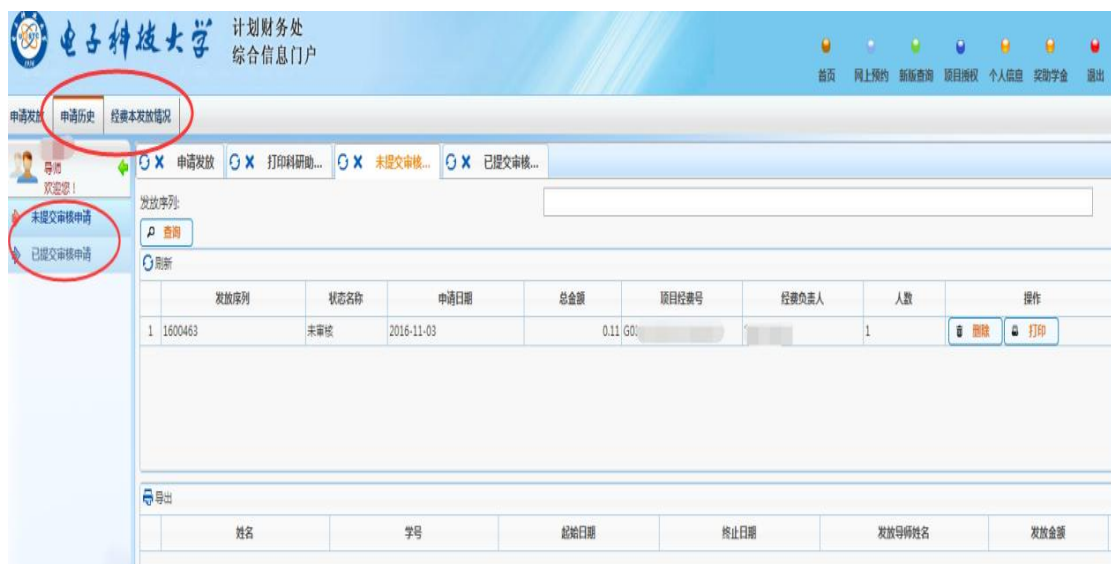 电子科技大学 计划财务处
综合信息门户
首页 网上预约 新版查询 项目授权 个人信息 奖助学金 退出
申请发放 申请历史 经费本发放情况
导师
欢迎您！
未提交审核申请
已提交审核申请
申请发放 打印科研助... 未提交审核... 已提交审核...
发放序列:
查询
刷新
发放序列 状态名称 申请日期 总金额 项目经费号 经费负责人 人数 操作
1 1600463 未审核 2016-11-03 0.11 G0 1 删除 打印
导出
姓名 学号 起始日期 终止日期 发放导师姓名 发放金额